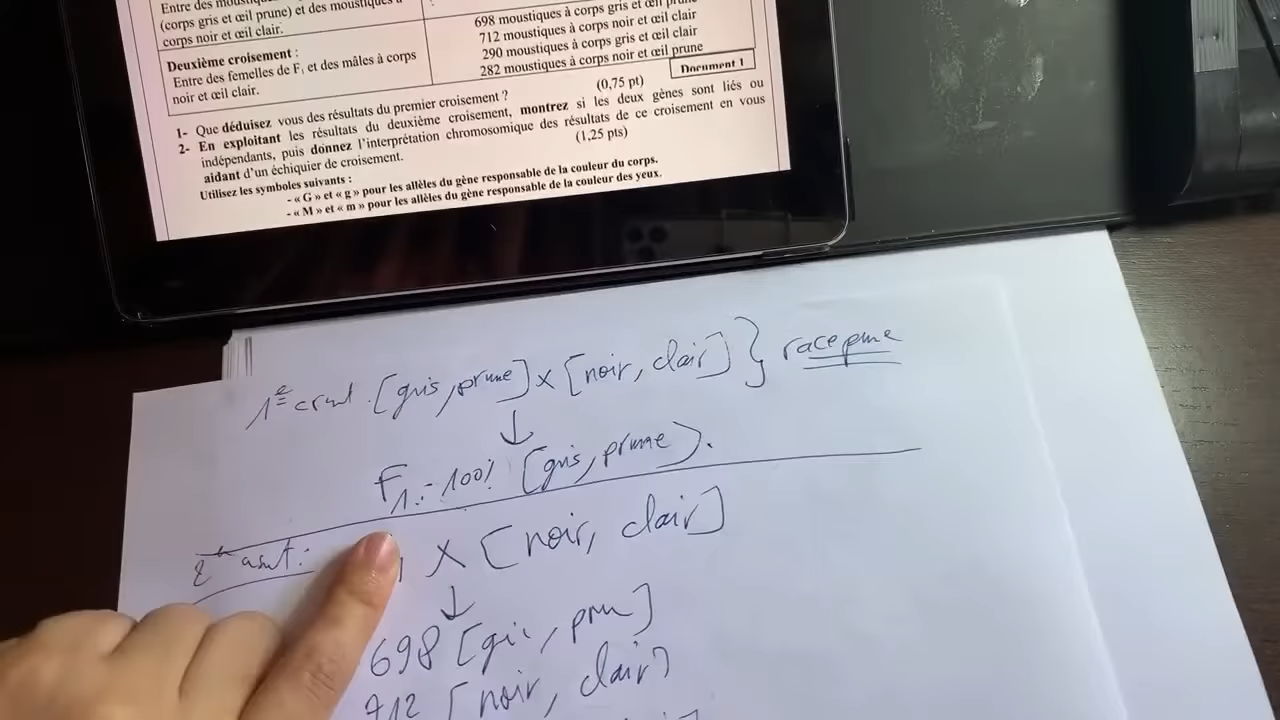 Entre des moustiques
(corps gris et œil prune) et des moustiques à
corps noir et œil clair.
Deuxième croisement :
Entre des femelles de F₁ et des mâles à corps
noir et œil clair.
698 moustiques à corps gris et œil prune
712 moustiques à corps noir et œil clair
290 moustiques à corps gris et œil clair
282 moustiques à corps noir et œil prune
Document 1
1- Que déduisez vous des résultats du premier croisement ? (0,75 pt)
2- En exploitant les résultats du deuxième croisement, montrez si les deux gènes sont liés ou
indépendants, puis donnez l'interprétation chromosomique des résultats de ce croisement en vous
aidant d'un échiquier de croisement. (1,25 pts)
Utilisez les symboles suivants :
- « G » et « g » pour les allèles du gène responsable de la couleur du corps.
- « M » et « m » pour les allèles du gène responsable de la couleur des yeux.
[gris, prune] x [noir, clair] } race pure
↓
F1 :- 100% [gris, prune].
x [noir, clair]
↓
698 [gri, pru]
712 [noir, clair]